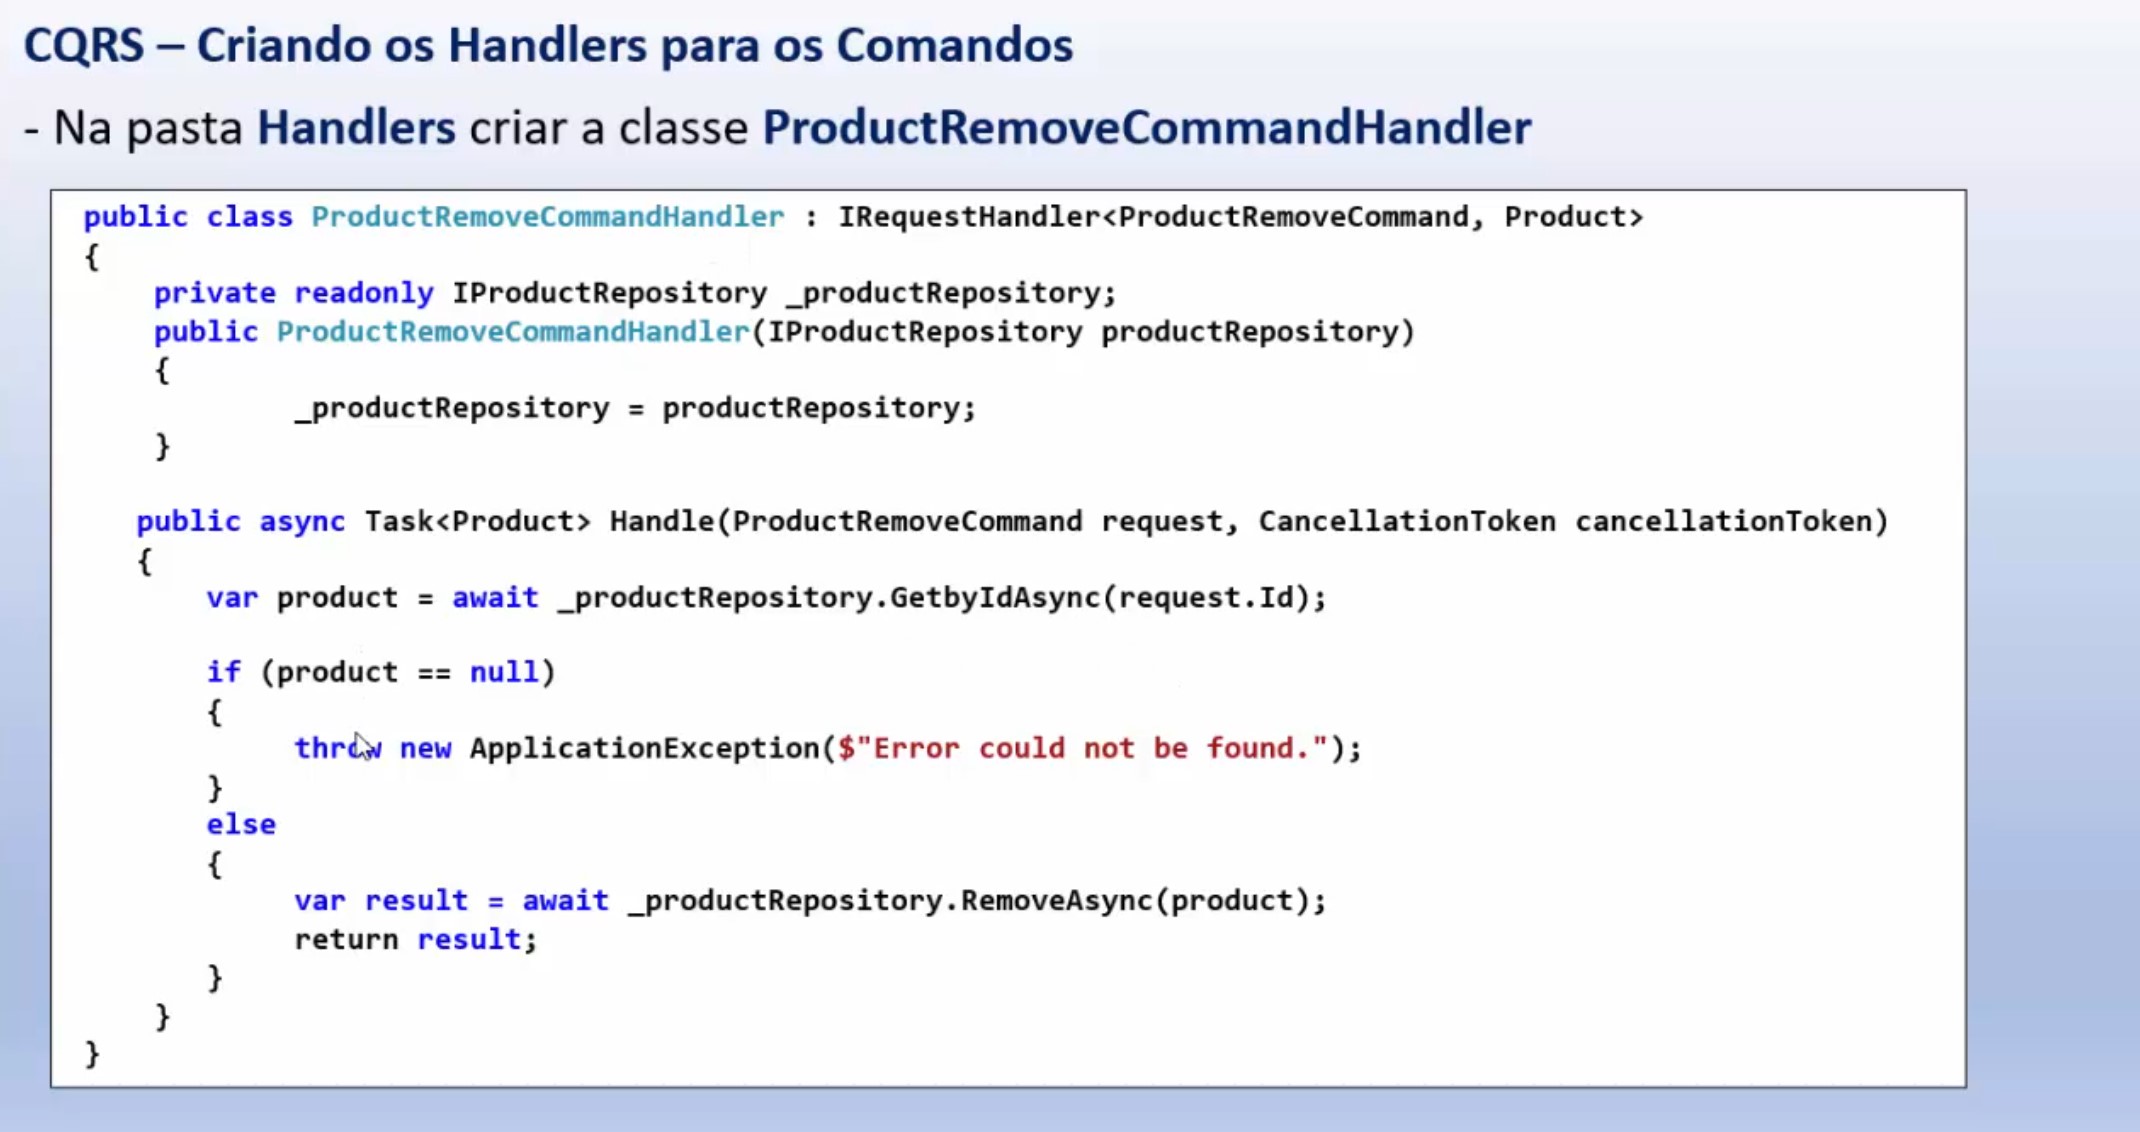 CQRS – Criando os Handlers para os Comandos
- Na pasta Handlers criar a classe ProductRemoveCommandHandler
public class ProductRemoveCommandHandler : IRequestHandler<ProductRemoveCommand, Product>
{
private readonly IProductRepository _productRepository;
public ProductRemoveCommandHandler(IProductRepository productRepository)
{
_productRepository = productRepository;
}
public async Task<Product> Handle(ProductRemoveCommand request, CancellationToken cancellationToken)
{
var product = await _productRepository.GetbyIdAsync(request.Id);
if (product == null)
{
throw new ApplicationException($"Error could not be found.");
}
else
{
var result = await _productRepository.RemoveAsync(product);
return result;
}
}
}